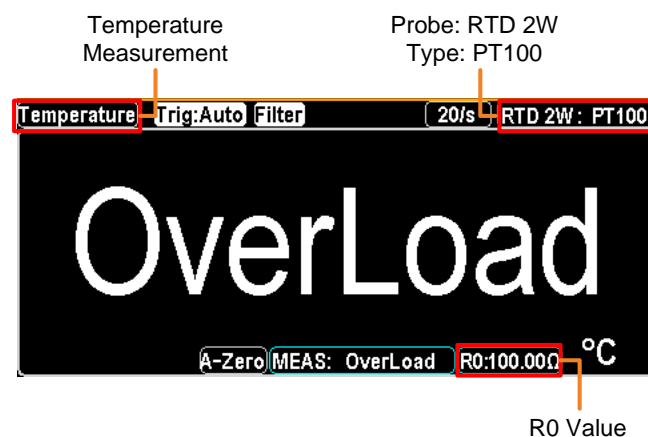 Temperature
Measurement
Probe: RTD 2W
Type: PT100
Temperature Trig:Auto Filter 20/s RTD 2W: PT100
OverLoad
A-Zero MEAS: OverLoad R0:100.00Ω °C
R0 Value